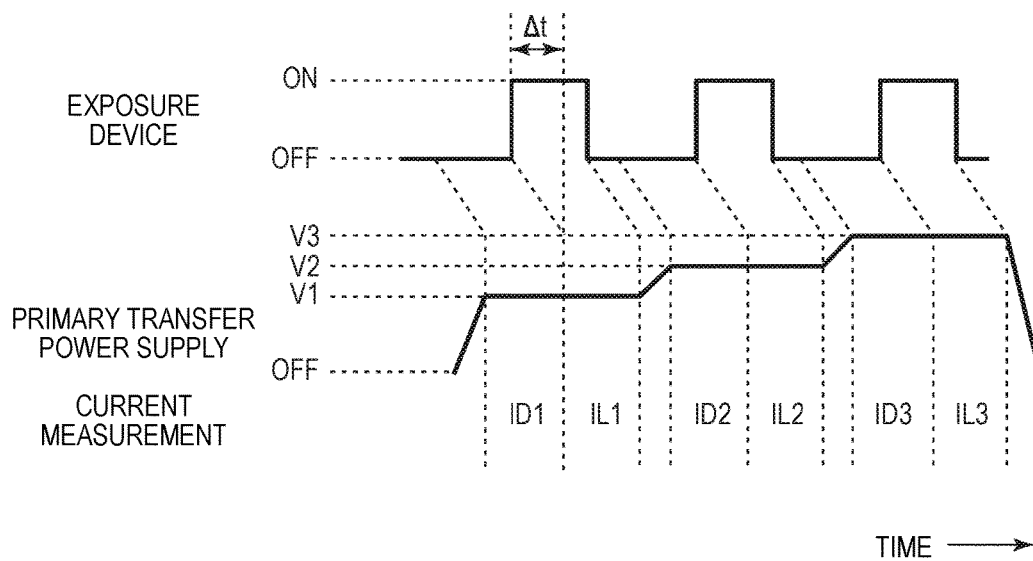 Δt
ON
EXPOSURE
DEVICE
OFF
V3
V2
V1
PRIMARY TRANSFER
POWER SUPPLY
OFF
CURRENT
MEASUREMENT
ID1 IL1 ID2 IL2 ID3 IL3
TIME